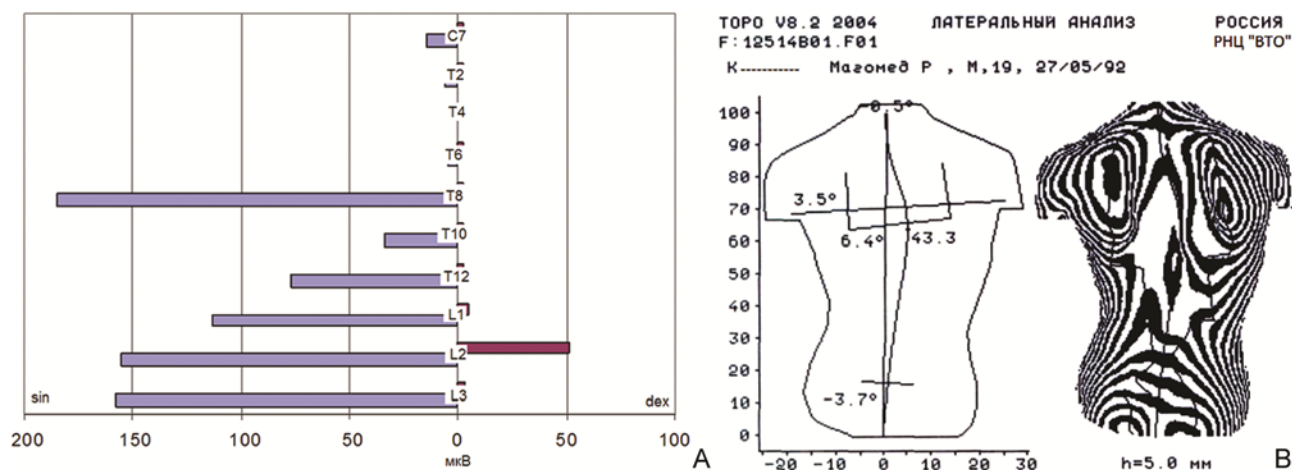 C7
T2
T4
T6
T8
T10
T12
L1
L2
L3
sin
dex
200 150 100 50 0 50 100
мкВ
A
TOPO V8.2 2004 ЛАТЕРАЛЬНЫЙ АНАЛИЗ РОССИЯ
F:12514B01.F01 РНЦ "ВТО"
К---------- Магомед Р , М,19, 27/05/92
100
90
80
70
60
50
40
30
20
10
0
0.5°
3.5°
6.4° 43.3
-3.7°
-20 -10 0 10 20 30
h=5.0 мм
B